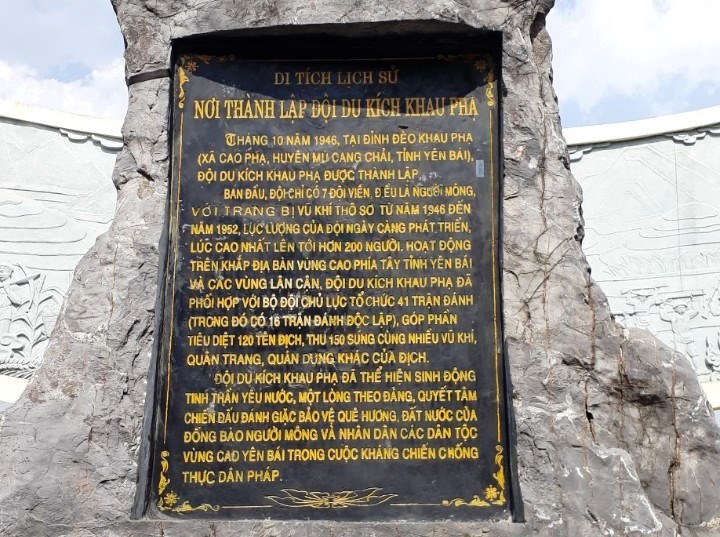 DI TÍCH LỊCH SỬ
NƠI THÀNH LẬP ĐỘI DU KÍCH KHAU PHẠ
THÁNG 10 NĂM 1946, TẠI ĐỈNH ĐÈO KHAU PHẠ
(XÃ CAO PHẠ, HUYỆN MÙ CANG CHẢI, TỈNH YÊN BÁI),
ĐỘI DU KÍCH KHAU PHẠ ĐƯỢC THÀNH LẬP.
BAN ĐẦU, ĐỘI CHỈ CÓ 7 ĐỘI VIÊN, ĐỀU LÀ NGƯỜI MÔNG,
VỚI TRANG BỊ VŨ KHÍ THÔ SƠ TỪ NĂM 1946 ĐẾN
NĂM 1952, LỰC LƯỢNG CỦA ĐỘI NGÀY CÀNG PHÁT TRIỂN,
LÚC CAO NHẤT LÊN TỚI HƠN 200 NGƯỜI. HOẠT ĐỘNG
TRÊN KHẮP ĐỊA BÀN VÙNG CAO PHÍA TÂY TỈNH YÊN BÁI
VÀ CÁC VÙNG LÂN CẬN, ĐỘI DU KÍCH KHAU PHẠ ĐÃ
PHỐI HỢP VỚI BỘ ĐỘI CHỦ LỰC TỔ CHỨC 41 TRẬN ĐÁNH
(TRONG ĐÓ CÓ 16 TRẬN ĐÁNH ĐỘC LẬP), GÓP PHẦN
TIÊU DIỆT 120 TÊN ĐỊCH, THU 150 SÚNG CÙNG NHIỀU VŨ KHÍ,
QUÂN TRANG, QUÂN DỤNG KHÁC CỦA ĐỊCH.
ĐỘI DU KÍCH KHAU PHẠ ĐÃ THỂ HIỆN SINH ĐỘNG
TINH THẦN YÊU NƯỚC, MỘT LÒNG THEO ĐẢNG, QUYẾT TÂM
CHIẾN ĐẤU ĐÁNH GIẶC BẢO VỆ QUÊ HƯƠNG, ĐẤT NƯỚC CỦA
ĐỒNG BÀO NGƯỜI MÔNG VÀ NHÂN DÂN CÁC DÂN TỘC
VÙNG CAO YÊN BÁI TRONG CUỘC KHÁNG CHIẾN CHỐNG
THỰC DÂN PHÁP.